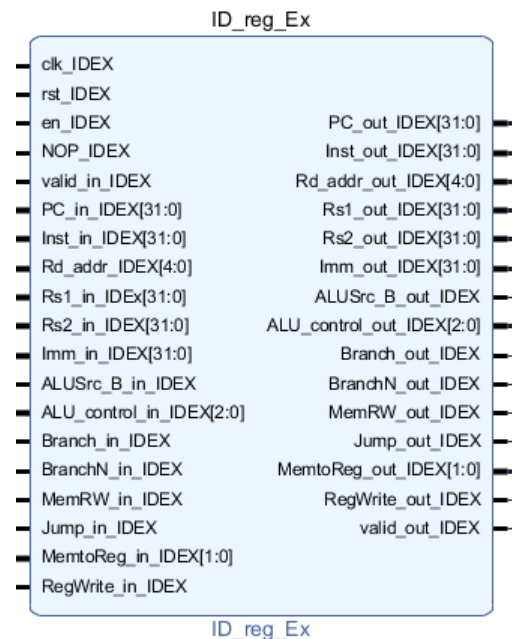 ID_reg_Ex
clk_IDEX
rst_IDEX
en_IDEX
NOP_IDEX
valid_in_IDEX
PC_in_IDEX[31:0]
Inst_in_IDEX[31:0]
Rd_addr_IDEX[4:0]
Rs1_in_IDEx[31:0]
Rs2_in_IDEX[31:0]
Imm_in_IDEX[31:0]
ALUSrc_B_in_IDEX
ALU_control_in_IDEX[2:0]
Branch_in_IDEX
BranchN_in_IDEX
MemRW_in_IDEX
Jump_in_IDEX
MemtoReg_in_IDEX[1:0]
RegWrite_in_IDEX
PC_out_IDEX[31:0]
Inst_out_IDEX[31:0]
Rd_addr_out_IDEX[4:0]
Rs1_out_IDEX[31:0]
Rs2_out_IDEX[31:0]
Imm_out_IDEX[31:0]
ALUSrc_B_out_IDEX
ALU_control_out_IDEX[2:0]
Branch_out_IDEX
BranchN_out_IDEX
MemRW_out_IDEX
Jump_out_IDEX
MemtoReg_out_IDEX[1:0]
RegWrite_out_IDEX
valid_out_IDEX
ID_reg_Ex